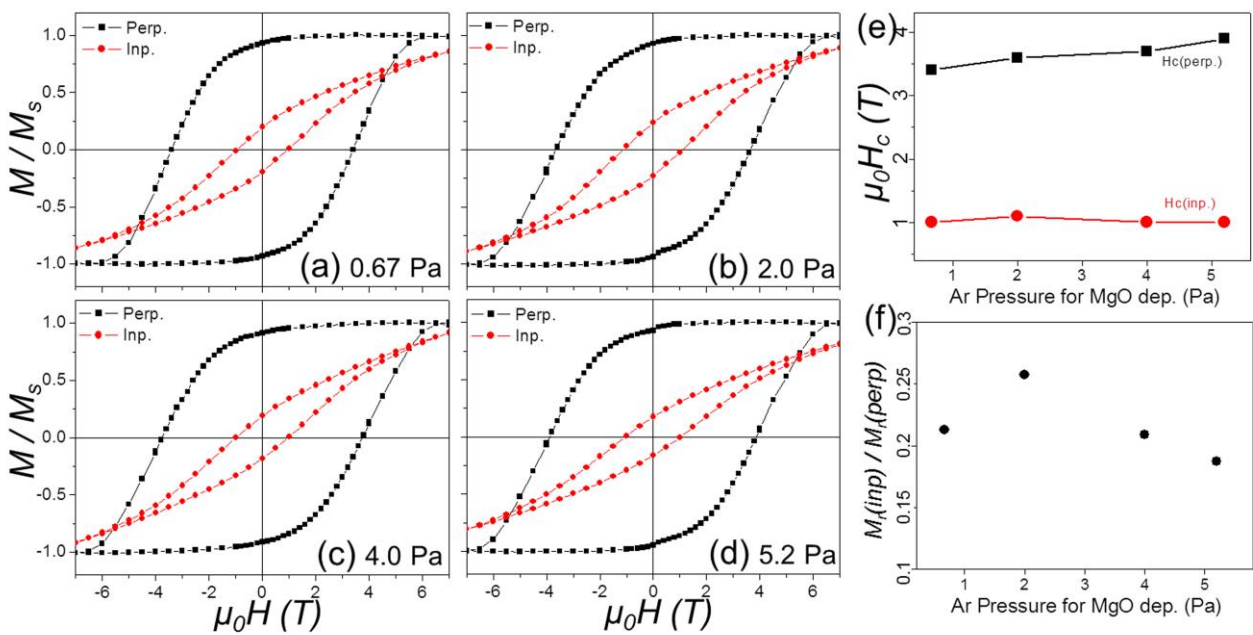 Perp.
Inp.
1.0
0.5
0.0
-0.5
-1.0
M / Ms
(a) 0.67 Pa
Perp.
Inp.
(b) 2.0 Pa
Perp.
Inp.
1.0
0.5
0.0
-0.5
-1.0
M / Ms
(c) 4.0 Pa
-6 -4 -2 0 2 4 6
μ0H (T)
Perp.
Inp.
(d) 5.2 Pa
-6 -4 -2 0 2 4 6
μ0H (T)
(e)
4
3
2
1
μ0Hc (T)
Hc(perp.)
Hc(inp.)
1 2 3 4 5
Ar Pressure for MgO dep. (Pa)
(f)
0.3
0.25
0.2
0.15
0.1
Mr(inp) / Mr(perp)
1 2 3 4 5
Ar Pressure for MgO dep. (Pa)